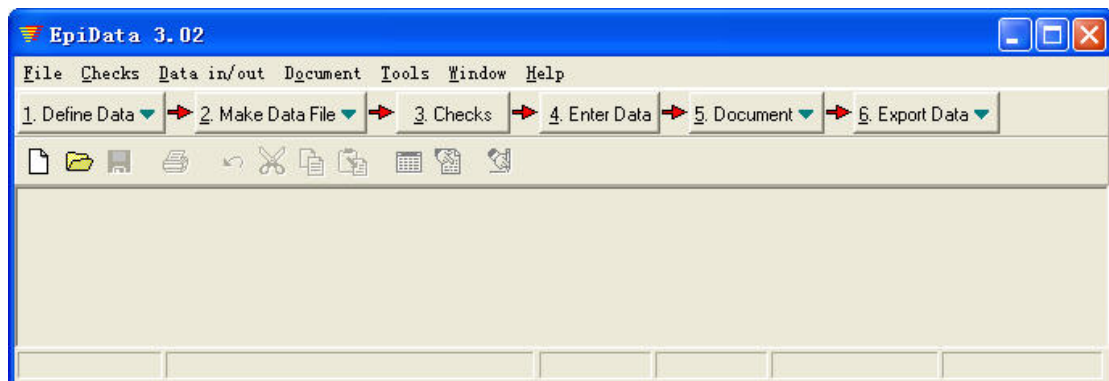 EpiData 3.02
File Checks Data in/out Document Tools Window Help
1. Define Data 2. Make Data File 3. Checks 4. Enter Data 5. Document 6. Export Data